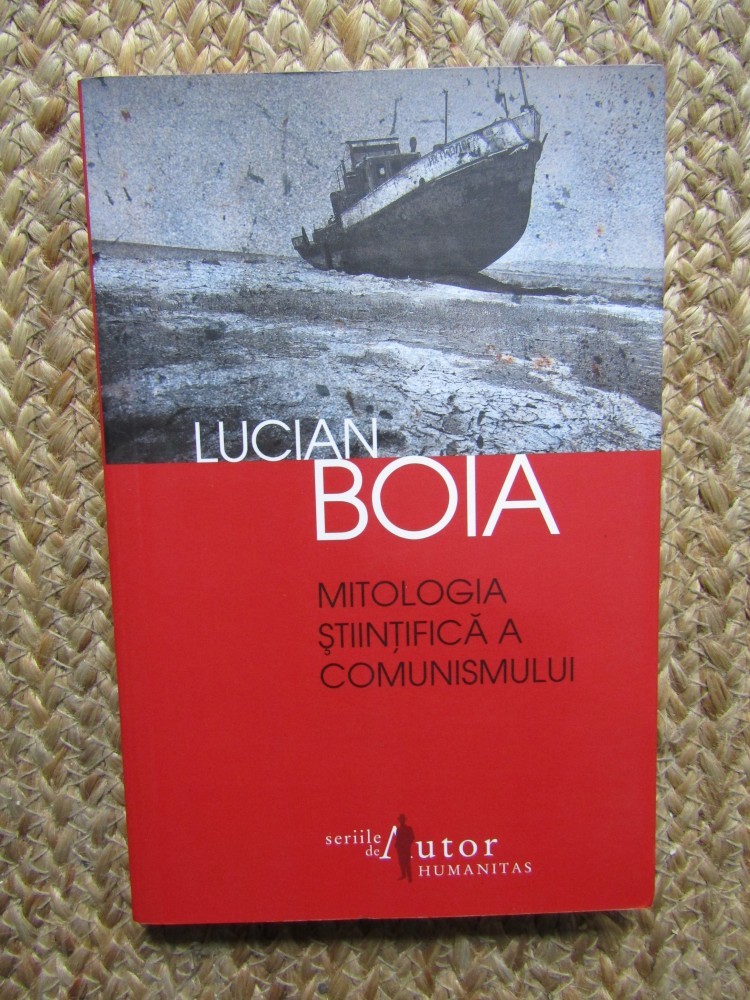 LUCIAN
BOIA
MITOLOGIA
ŞTIINŢIFICĂ A
COMUNISMULUI
seriile
de Autor
HUMANITAS